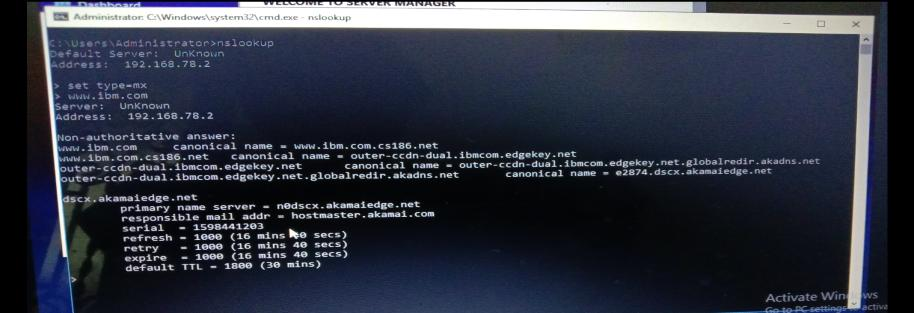 Dashboard
WELCOME TO SERVER MANAGER
Administrator: C:\Windows\system32\cmd.exe - nslookup
C:\Users\Administrator>nslookup
Default Server:  UnKnown
Address:  192.168.78.2
> set type=mx
> www.ibm.com
Server:  UnKnown
Address:  192.168.78.2
Non-authoritative answer:
www.ibm.com     canonical name = www.ibm.com.cs186.net
www.ibm.com.cs186.net   canonical name = outer-ccdn-dual.ibmcom.edgekey.net
outer-ccdn-dual.ibmcom.edgekey.net      canonical name = outer-ccdn-dual.ibmcom.edgekey.net.globalredir.akadns.net
outer-ccdn-dual.ibmcom.edgekey.net.globalredir.akadns.net       canonical name = e2874.dscx.akamaiedge.net
dscx.akamaiedge.net
primary name server = n0dscx.akamaiedge.net
responsible mail addr = hostmaster.akamai.com
serial  = 1598441203
refresh = 1000 (16 mins 40 secs)
retry   = 1000 (16 mins 40 secs)
expire  = 1000 (16 mins 40 secs)
default TTL = 1800 (30 mins)
>
Activate Windows
Go to PC settings